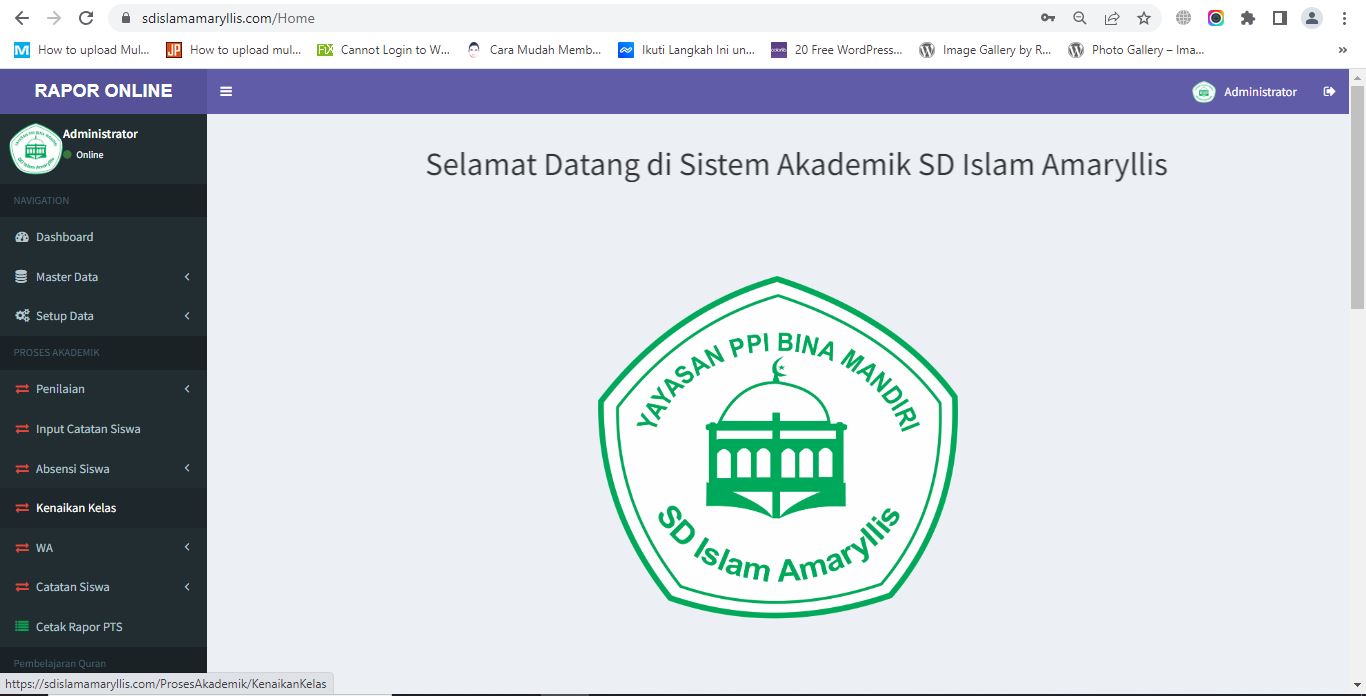 sdislamamaryllis.com/Home
How to upload Mul...
How to upload mul...
Cannot Login to W...
Cara Mudah Memb...
Ikuti Langkah Ini un...
20 Free WordPress...
Image Gallery by R...
Photo Gallery – Ima...
»
RAPOR ONLINE
Administrator
Administrator
Online
NAVIGATION
Dashboard
Master Data
Setup Data
PROSES AKADEMIK
Penilaian
Input Catatan Siswa
Absensi Siswa
Kenaikan Kelas
WA
Catatan Siswa
Cetak Rapor PTS
Pembelajaran Quran
Selamat Datang di Sistem Akademik SD Islam Amaryllis
YAYASAN PPI BINA MANDIRI
SD Islam Amaryllis
https://sdislamamaryllis.com/ProsesAkademik/KenaikanKelas